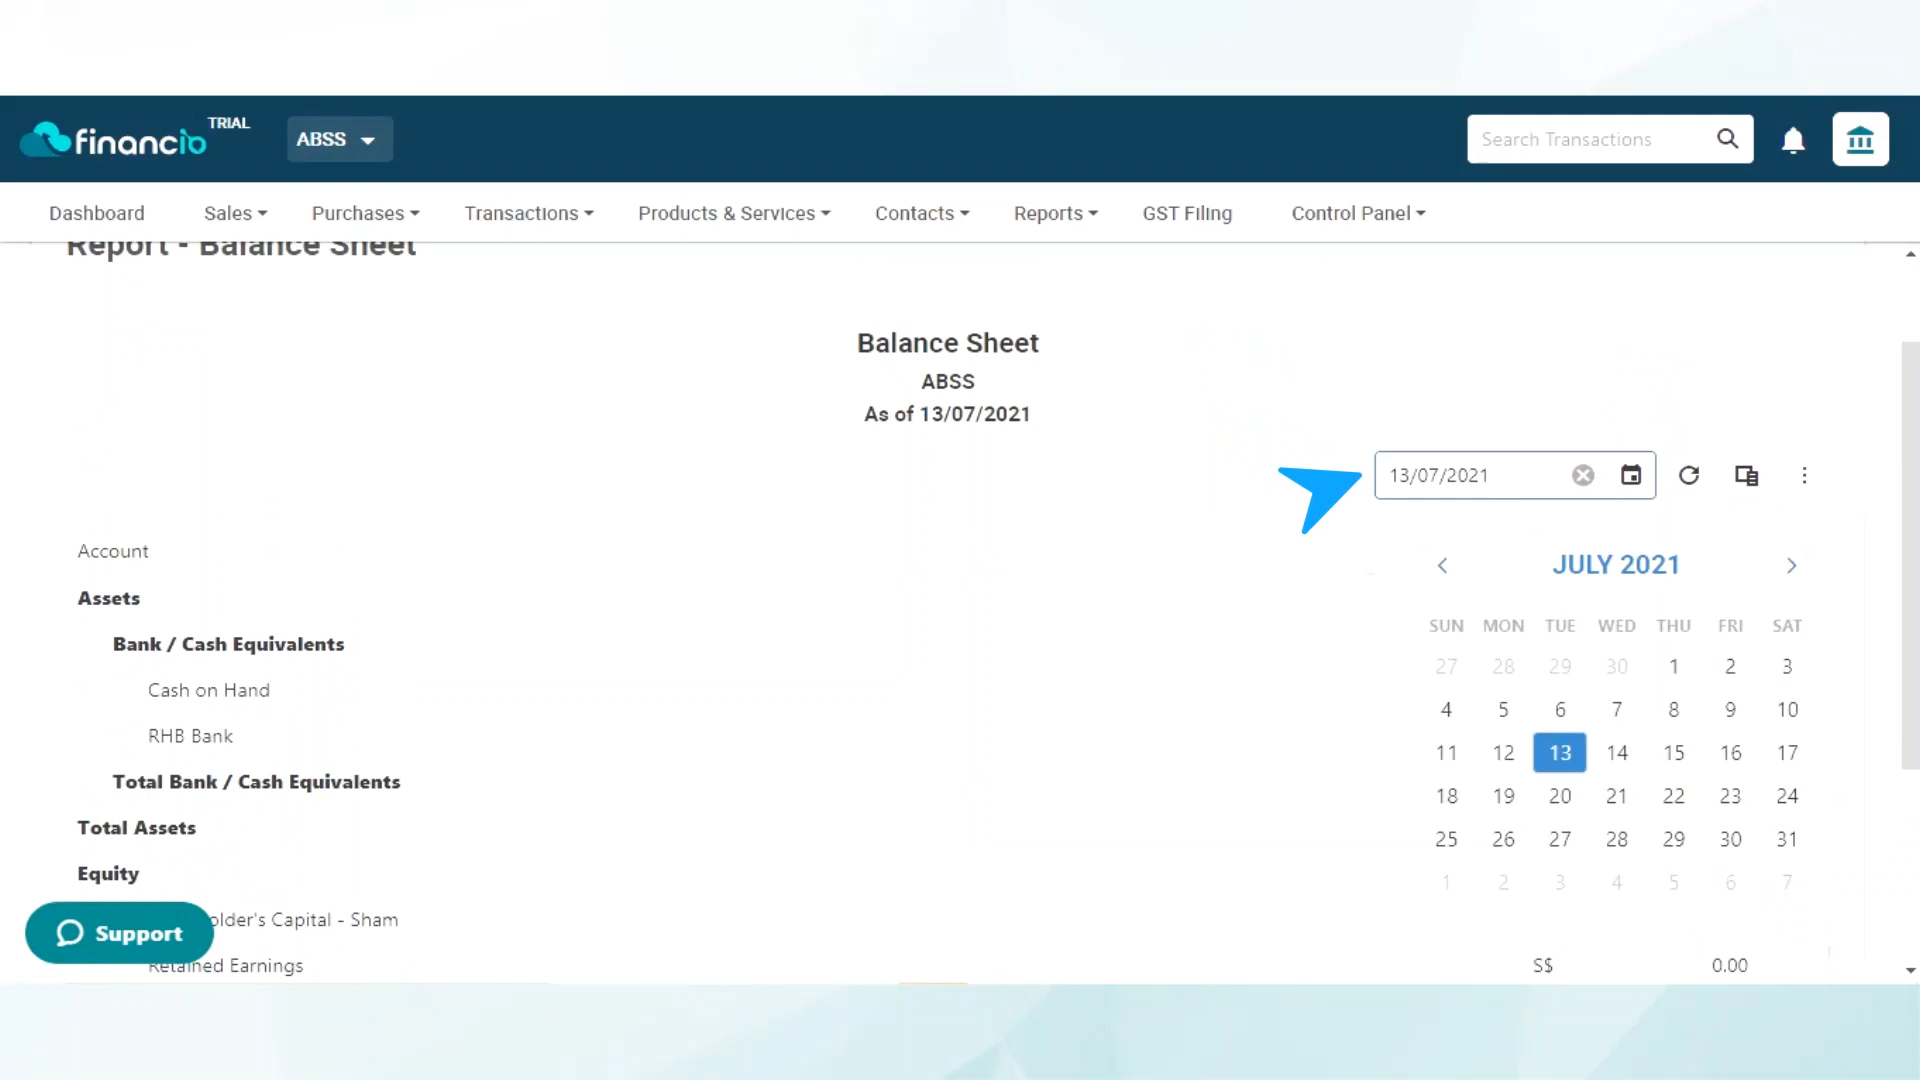 financio TRIAL
ABSS
Search Transactions
Dashboard Sales Purchases Transactions Products & Services Contacts Reports GST Filing Control Panel
Report - Balance Sheet
Balance Sheet
ABSS
As of 13/07/2021
13/07/2021
Account
Assets
Bank / Cash Equivalents
Cash on Hand
RHB Bank
Total Bank / Cash Equivalents
Total Assets
Equity
older's Capital - Sham
Retained Earnings S$ 0.00
Support
JULY 2021
SUN MON TUE WED THU FRI SAT
27 28 29 30 1 2 3
4 5 6 7 8 9 10
11 12 13 14 15 16 17
18 19 20 21 22 23 24
25 26 27 28 29 30 31
1 2 3 4 5 6 7